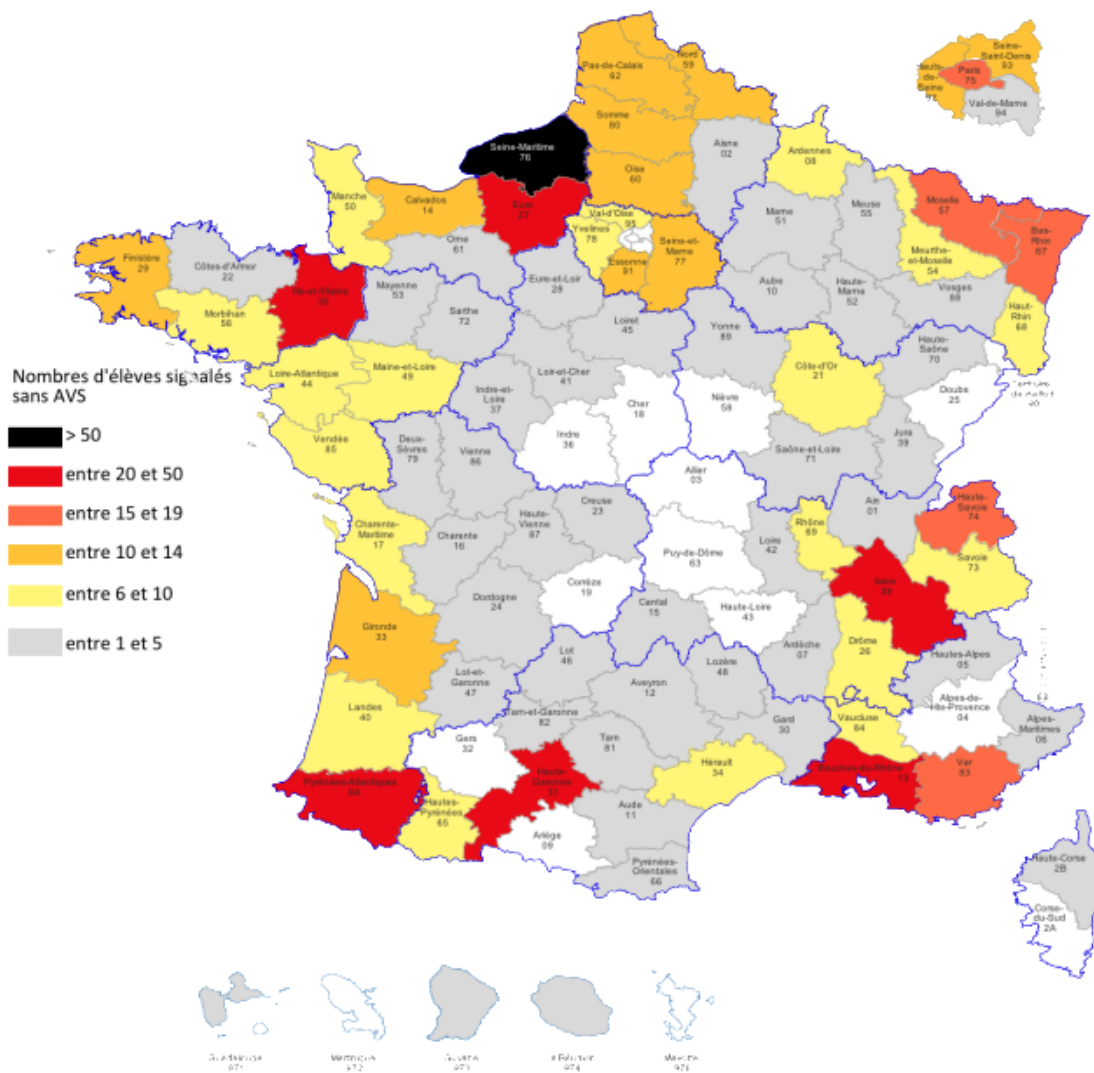 Nord
59
Pas-de-Calais
62
Somme
80
Oise
60
Aisne
02
Ardennes
08
Seine-
Saint-Denis
93
Paris
75
Val-de-Marne
94
Seine-Maritime
76
Eure
27
Manche
50
Calvados
14
Orne
61
Val-d'Oise
95
Yvelines
78
Essonne
91
Seine-et-
Marne
77
Marne
51
Meuse
55
Moselle
57
Bas-
Rhin
67
Meurthe-
et-Moselle
54
Vosges
88
Haut-
Rhin
68
Aube
10
Haute-
Marne
52
Finistère
29
Côtes-d'Armor
22
Morbihan
56
Ille-et-Vilaine
35
Mayenne
53
Sarthe
72
Eure-et-Loir
28
Loiret
45
Yonne
89
Haute-
Saône
70
Doubs
25
Loire-Atlantique
44
Maine-et-Loire
49
Indre-et-
Loire
37
Loir-et-Cher
41
Cher
18
Nièvre
58
Côte-d'Or
21
Jura
39
Nombres d'élèves signalés
sans AVS
> 50
entre 20 et 50
entre 15 et 19
entre 10 et 14
entre 6 et 10
entre 1 et 5
Vendée
85
Deux-
Sèvres
79
Vienne
86
Indre
36
Saône-et-Loire
71
Allier
03
Charente-
Maritime
17
Charente
16
Haute-
Vienne
87
Creuse
23
Puy-de-Dôme
63
Loire
42
Rhône
69
Ain
01
Haute-
Savoie
74
Savoie
73
Isère
38
Dordogne
24
Corrèze
19
Cantal
15
Haute-Loire
43
Ardèche
07
Drôme
26
Hautes-Alpes
05
Gironde
33
Lot-et-
Garonne
47
Lot
46
Aveyron
12
Lozère
48
Gard
30
Vaucluse
84
Alpes-de-
Hte-Provence
04
Alpes-
Maritimes
06
Landes
40
Gers
32
Tarn-et-Garonne
82
Tarn
81
Hérault
34
Bouches-du-Rhône
13
Var
83
Pyrénées-Atlantiques
64
Hautes-
Pyrénées
65
Haute-
Garonne
31
Ariège
09
Aude
11
Pyrénées-
Orientales
66
Haute-Corse
2B
Corse-
du-Sud
2A
Guadeloupe
971
Martinique
972
Guyane
973